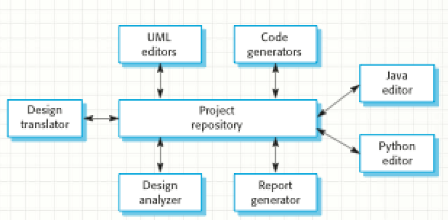 UML
editors
Code
generators
Java
editor
Design
translator
Project
repository
Python
editor
Design
analyzer
Report
generator